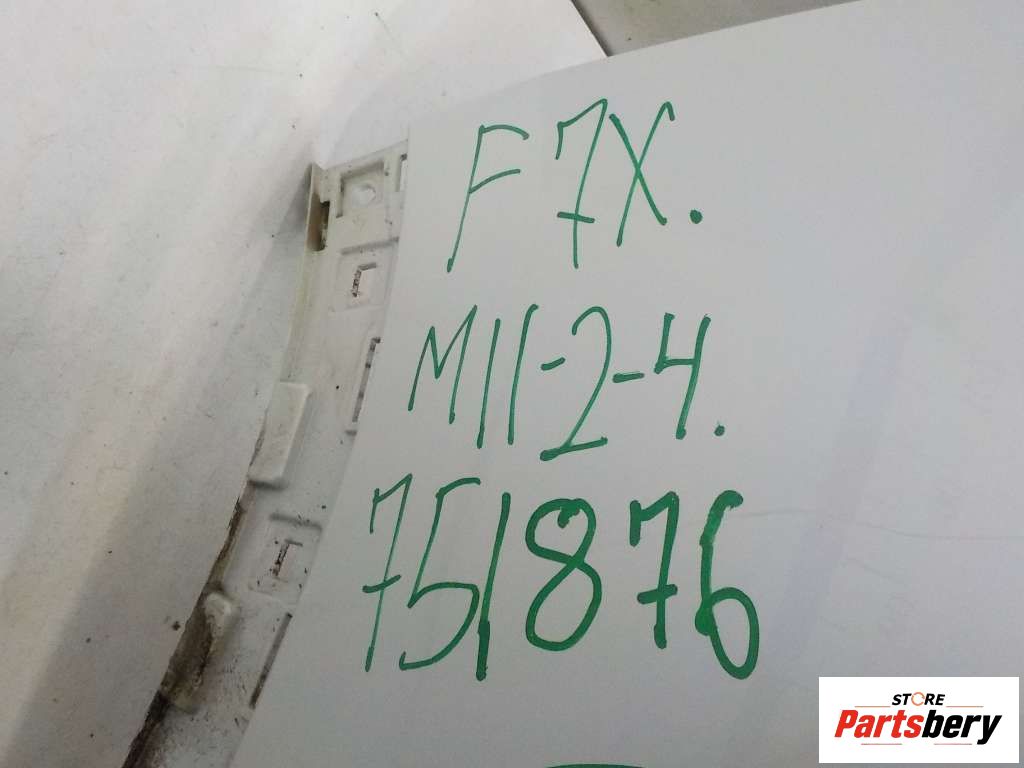 F7X.
M11-2-4.
751876
STORE
Partsbery